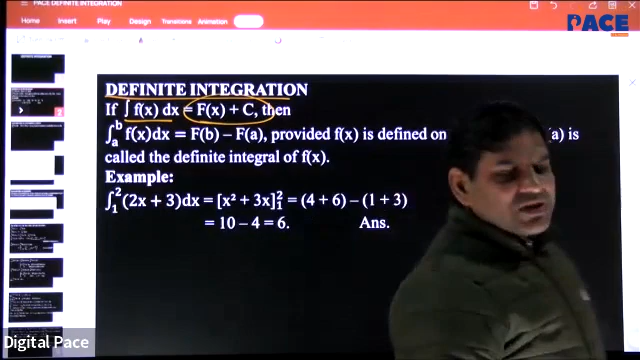 PACE DEFINITE INTEGRATION
Home Insert Draw Design Transitions Animation
PACE
DEFINITE INTEGRATION
If ∫ f(x) dx = F(x) + C, then
∫ₐᵇ f(x)dx = F(b) – F(a), provided f(x) is defined on a) is
called the definite integral of f(x).
Example:
∫₁² (2x + 3)dx = [x² + 3x]₁² = (4 + 6) – (1 + 3)
= 10 – 4 = 6. Ans.
Digital Pace